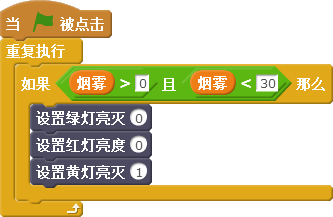 当 被点击
重复执行
如果 烟雾 > 0 且 烟雾 < 30 那么
设置绿灯亮灭 0
设置红灯亮度 0
设置黄灯亮灭 1